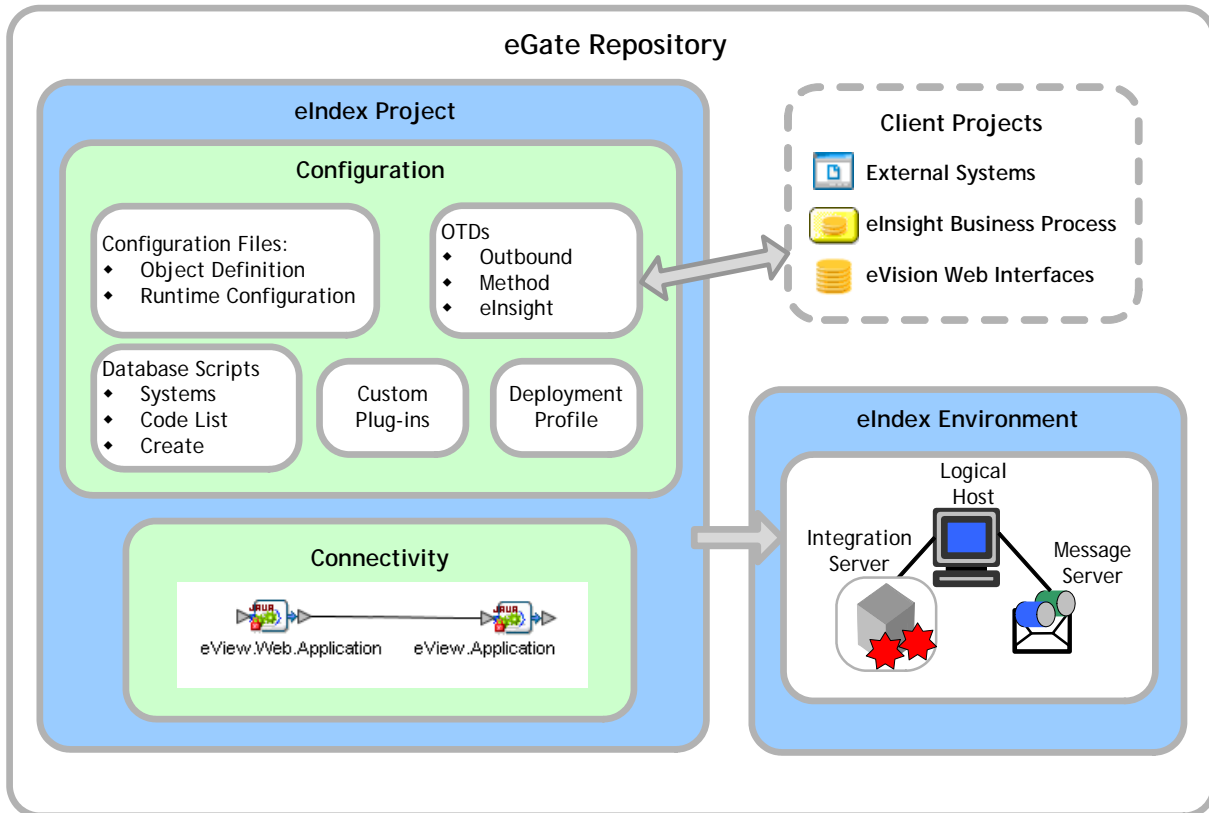 eGate Repository
eIndex Project
Configuration
Configuration Files:
◆ Object Definition
◆ Runtime Configuration
OTDs
◆ Outbound
◆ Method
◆ eInsight
Database Scripts
◆ Systems
◆ Code List
◆ Create
Custom
Plug-ins
Deployment
Profile
Connectivity
JAVA
JAVA
eView.Web.Application
eView.Application
Client Projects
External Systems
eInsight Business Process
eVision Web Interfaces
eIndex Environment
Logical
Host
Integration
Server
Message
Server